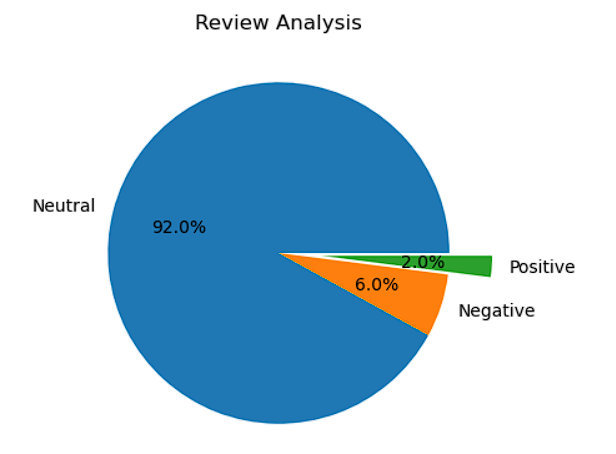 Review Analysis
Neutral
92.0%
2.0%
Positive
6.0%
Negative